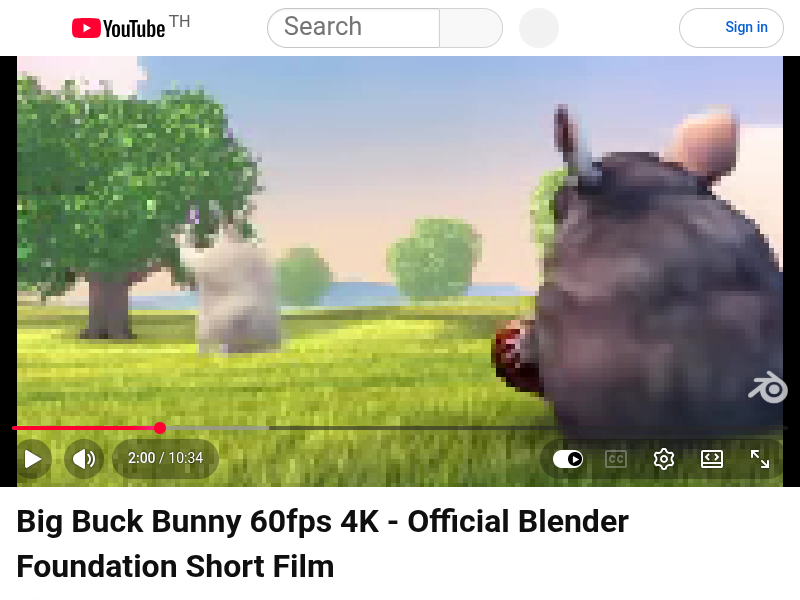 YouTube TH
Search
Sign in
2:00 / 10:34
CC
Big Buck Bunny 60fps 4K - Official Blender
Foundation Short Film